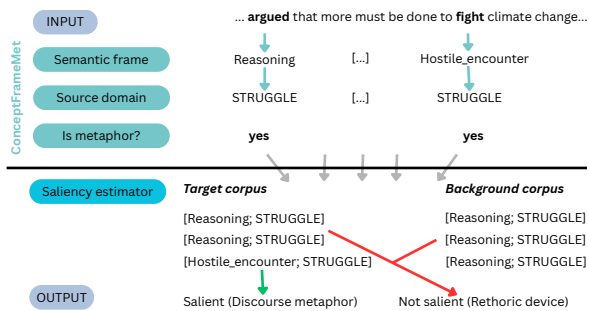 INPUT
... argued that more must be done to fight climate change...
ConceptFrameMet
Semantic frame
Reasoning
[...]
Hostile_encounter
Source domain
STRUGGLE
[...]
STRUGGLE
Is metaphor?
yes
yes
Saliency estimator
Target corpus
Background corpus
[Reasoning; STRUGGLE]
[Reasoning; STRUGGLE]
[Reasoning; STRUGGLE]
[Reasoning; STRUGGLE]
[Hostile_encounter; STRUGGLE]
[Reasoning; STRUGGLE]
OUTPUT
Salient (Discourse metaphor)
Not salient (Rethoric device)